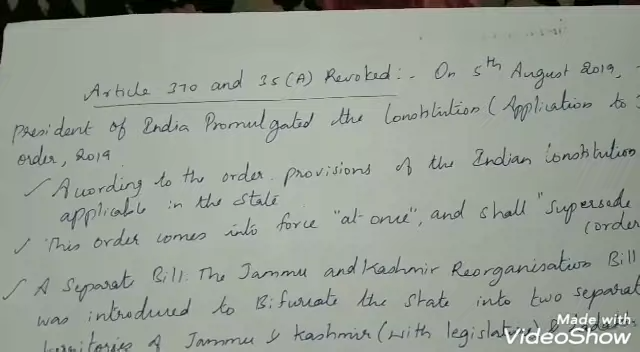 Article 370 and 35(A) Revoked:- On 5th August 2019,
President of India Promulgated the Constitution (Application to
order, 2019.
✓ Acording to the order provisions of the Indian Constitution
applicable in the State
✓ This order comes into force "at once", and shall "Supersede
(order
✓ A Separate Bill. The Jammu and Kashmir Reorganisation Bill
was introduced to Bifurcate the State into two separat
territories of Jammu & Kashmir (with legislature)
Made with
VideoShow